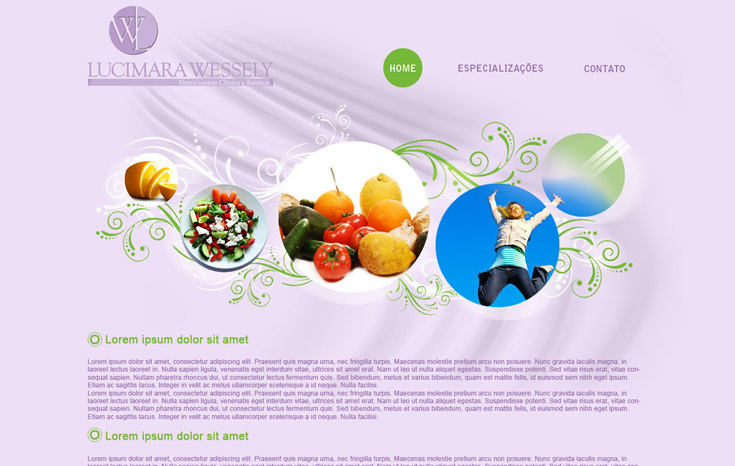 WL
LUCIMARA WESSELY
Nutricionista Clínica e Estética
HOME
ESPECIALIZAÇÕES
CONTATO
Lorem ipsum dolor sit amet
Lorem ipsum dolor sit amet, consectetur adipiscing elit. Praesent quis magna urna, nec fringilla turpis. Maecenas molestie pretium arcu non posuere. Nunc gravida iaculis magna, in
laoreet lectus laoreet in. Nulla sapien ligula, venenatis eget interdum vitae, ultrices sit amet erat. Nam ut leo ut nulla aliquet egestas. Suspendisse potenti. Sed vitae risus erat, vitae con-
sequat sapien. Nullam pharetra rhoncus dui, ut consectetur lectus fermentum sit amet. Sed bibendum, metus et varius bibendum, quam est mattis felis, id euismod sem nibh eget ipsum.
Etiam ac sagittis lacus. Integer in velit ac metus ullamcorper scelerisque a id neque. Nulla facilisi.
Lorem ipsum dolor sit amet, consectetur adipiscing elit. Praesent quis magna urna, nec fringilla turpis. Maecenas molestie pretium arcu non posuere. Nunc gravida iaculis magna, in
laoreet lectus laoreet in. Nulla sapien ligula, venenatis eget interdum vitae, ultrices sit amet erat. Nam ut leo ut nulla aliquet egestas. Suspendisse potenti. Sed vitae risus erat, vitae con-
sequat sapien. Nullam pharetra rhoncus dui, ut consectetur lectus fermentum sit amet. Sed bibendum, metus et varius bibendum, quam est mattis felis, id euismod sem nibh eget ipsum.
Etiam ac sagittis lacus. Integer in velit ac metus ullamcorper scelerisque a id neque. Nulla facilisi.
Lorem ipsum dolor sit amet
Lorem ipsum dolor sit amet, consectetur adipiscing elit. Praesent quis magna urna, nec fringilla turpis. Maecenas molestie pretium arcu non posuere. Nunc gravida iaculis magna, in